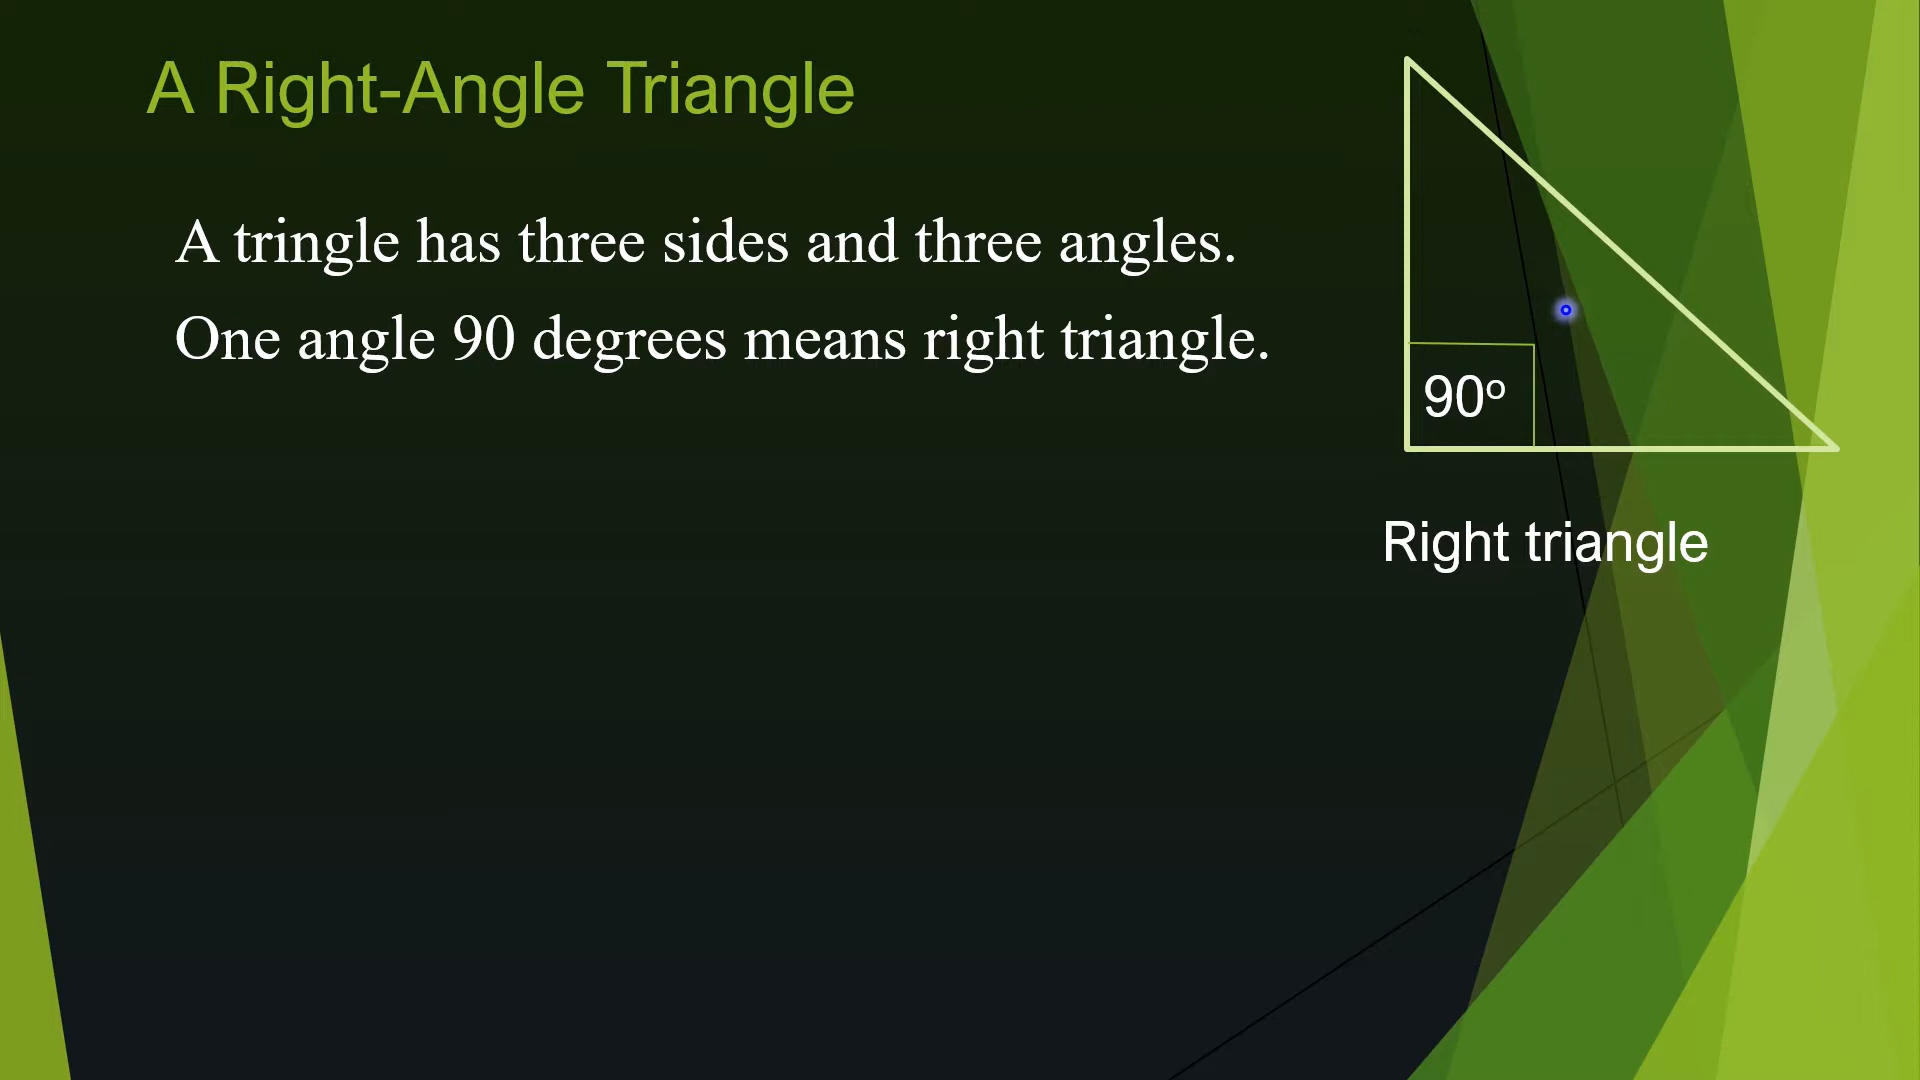 A Right-Angle Triangle
A tringle has three sides and three angles.
One angle 90 degrees means right triangle.
90º
Right triangle